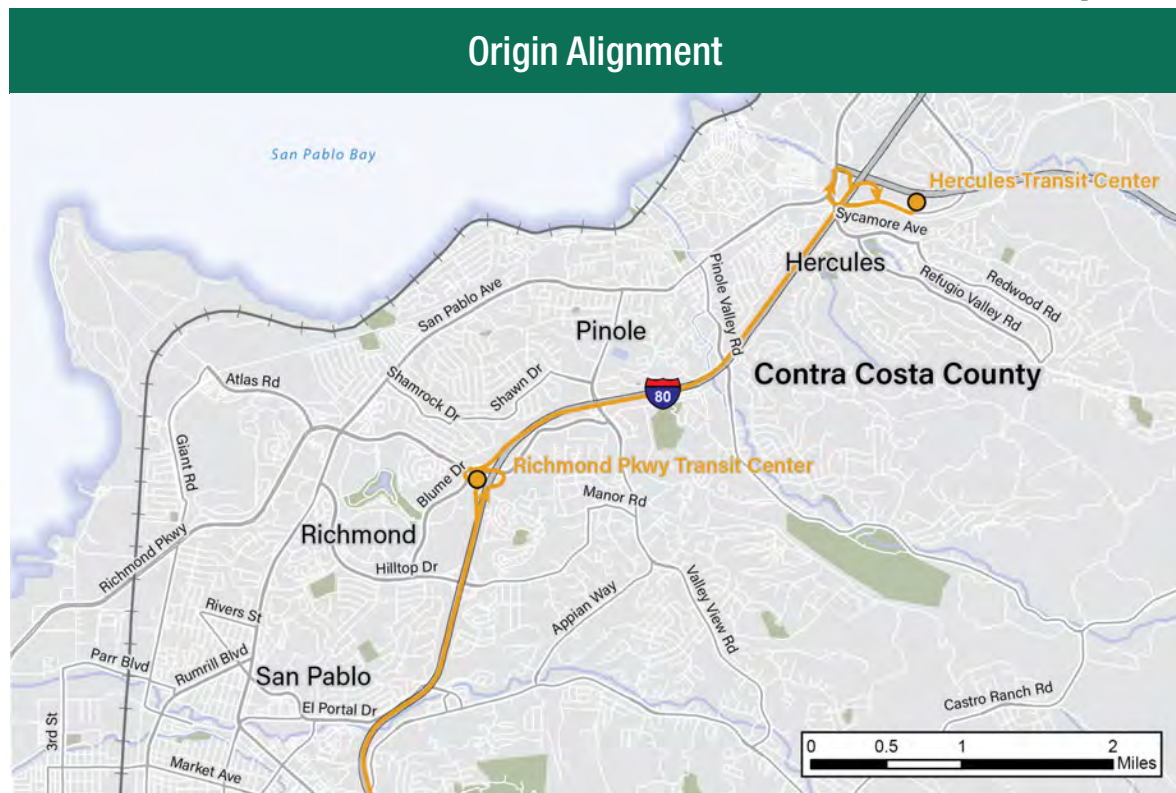 Origin Alignment
San Pablo Bay
Hercules Transit Center
Sycamore Ave
Hercules
Redwood Rd
Refugio Valley Rd
Pinole Valley Rd
San Pablo Ave
Pinole
Contra Costa County
Atlas Rd
Shamrock Dr
Shawn Dr
80
Giant Rd
Blume Dr
Richmond Pkwy Transit Center
Manor Rd
Richmond
Richmond Pkwy
Hilltop Dr
Appian Way
Valley View Rd
Rivers St
Parr Blvd
Rumrill Blvd
San Pablo
El Portal Dr
Castro Ranch Rd
3rd St
Market Ave
0 0.5 1 2
Miles